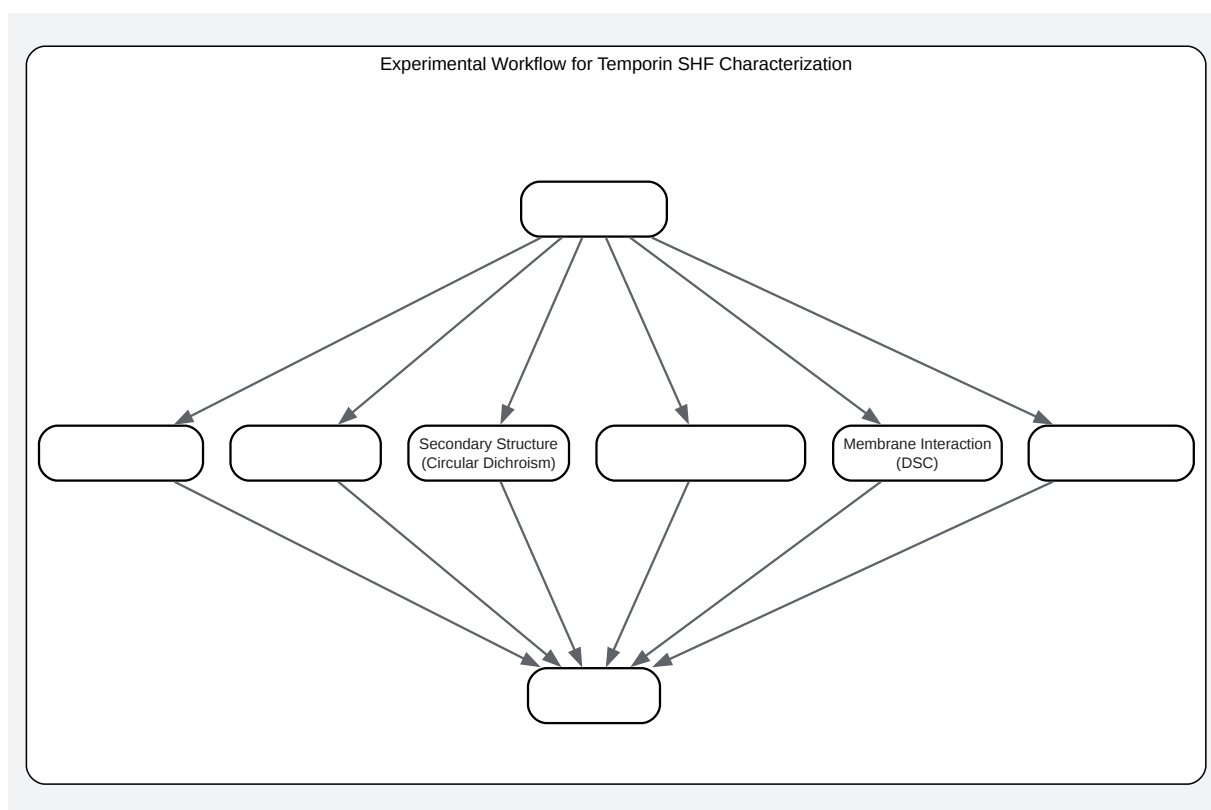 Experimental Workflow for Temporin SHF Characterization
Secondary Structure
(Circular Dichroism)
Membrane Interaction
(DSC)